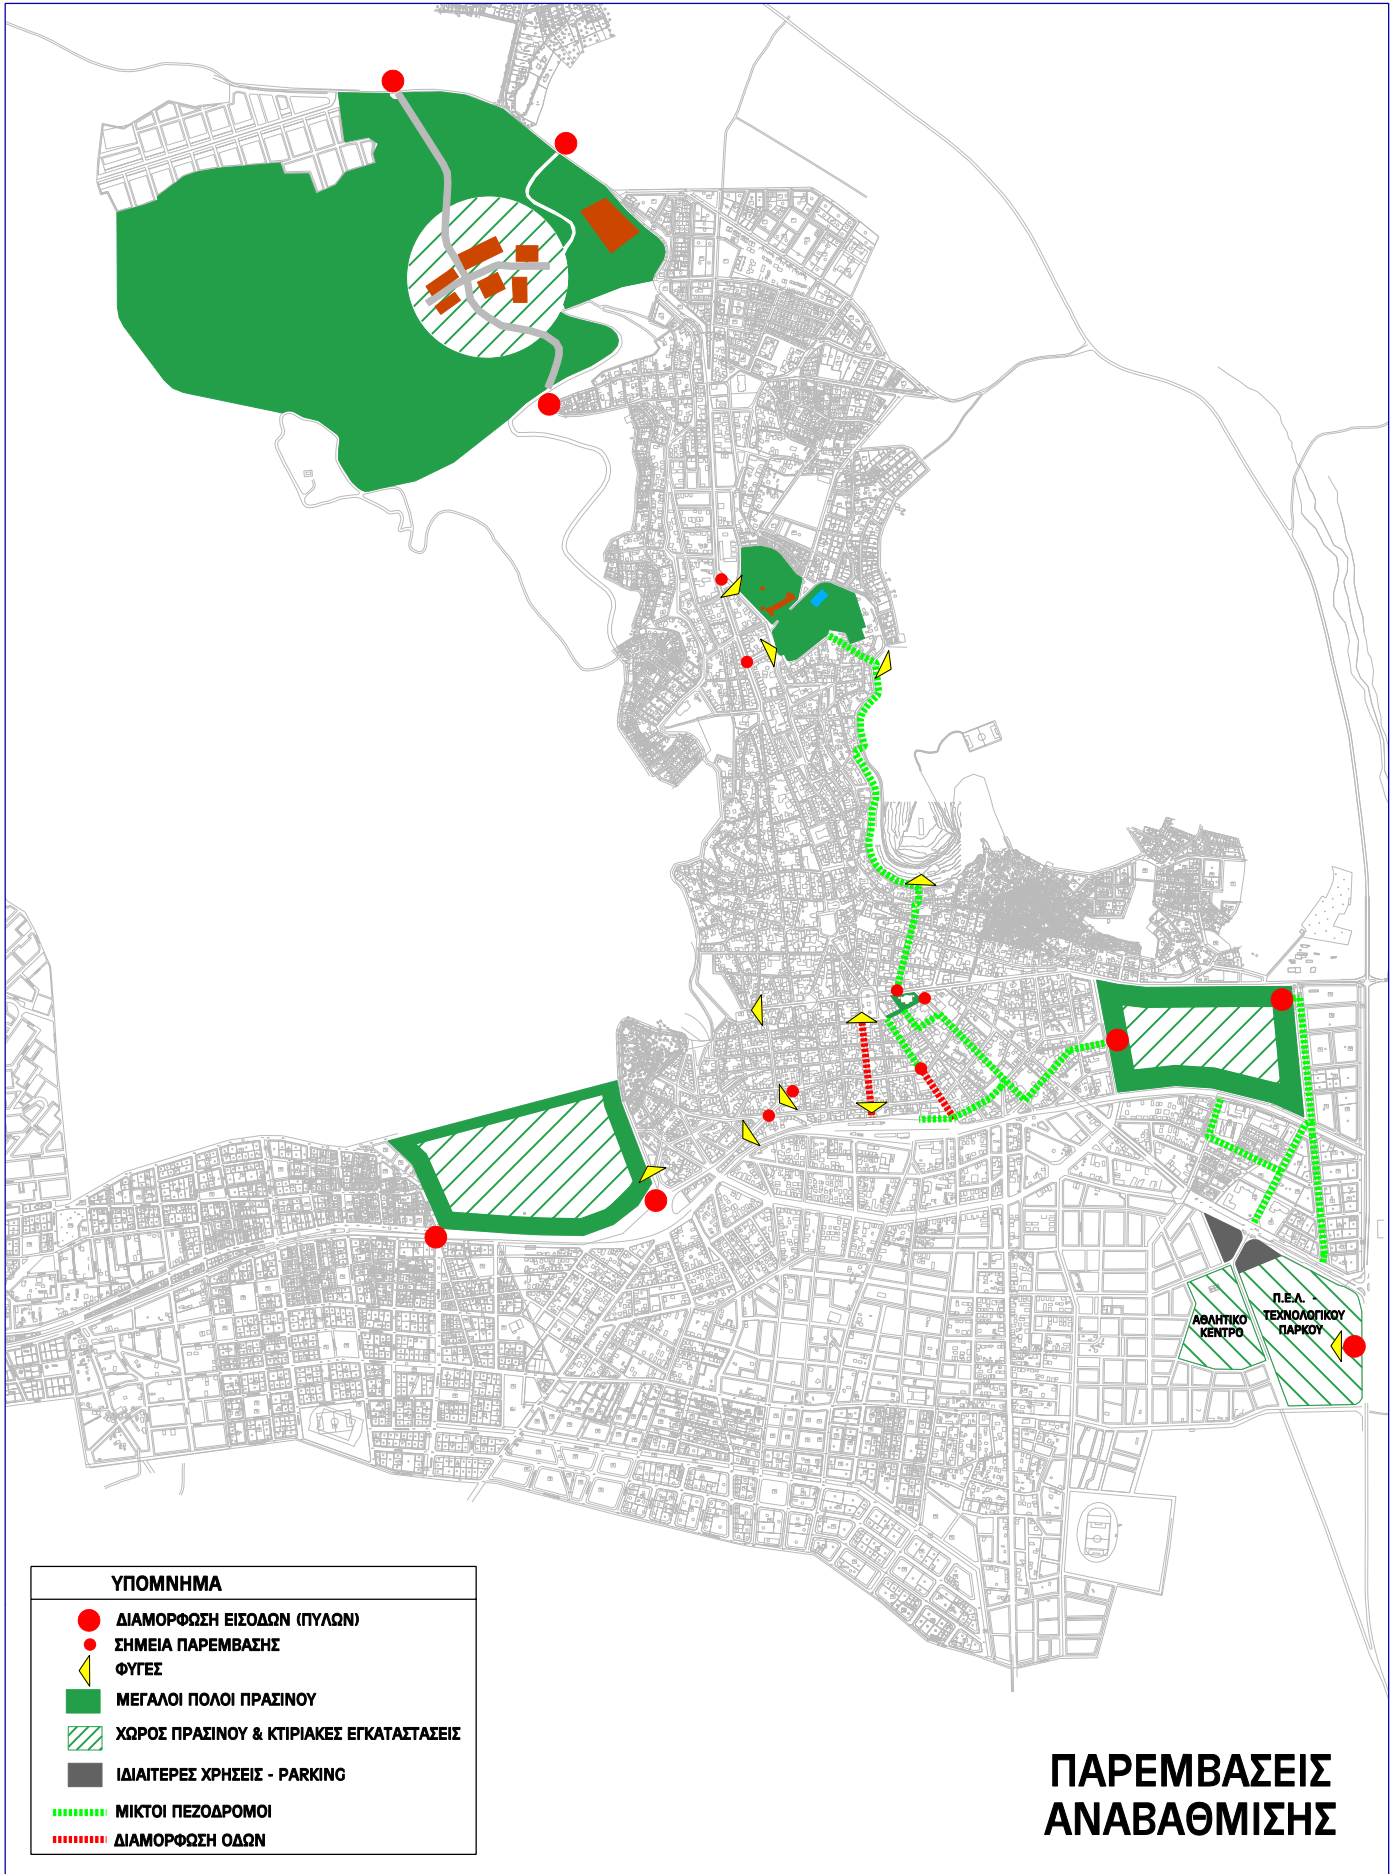 Π.Ε.Λ. -
ΤΕΧΝΟΛΟΓΙΚΟΥ
ΠΑΡΚΟΥ
ΑΘΛΗΤΙΚΟ
ΚΕΝΤΡΟ
ΥΠΟΜΝΗΜΑ
ΔΙΑΜΟΡΦΩΣΗ ΕΙΣΟΔΩΝ (ΠΥΛΩΝ)
ΣΗΜΕΙΑ ΠΑΡΕΜΒΑΣΗΣ
ΦΥΓΕΣ
ΜΕΓΑΛΟΙ ΠΟΛΟΙ ΠΡΑΣΙΝΟΥ
ΧΩΡΟΣ ΠΡΑΣΙΝΟΥ & ΚΤΙΡΙΑΚΕΣ ΕΓΚΑΤΑΣΤΑΣΕΙΣ
ΙΔΙΑΙΤΕΡΕΣ ΧΡΗΣΕΙΣ - PARKING
ΜΙΚΤΟΙ ΠΕΖΟΔΡΟΜΟΙ
ΔΙΑΜΟΡΦΩΣΗ ΟΔΩΝ
ΠΑΡΕΜΒΑΣΕΙΣ
ΑΝΑΒΑΘΜΙΣΗΣ